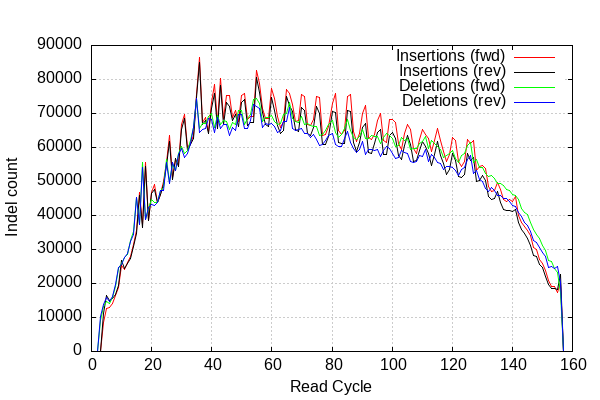 90000
80000
70000
60000
50000
40000
30000
20000
10000
0
Indel count
Insertions (fwd)
Insertions (rev)
Deletions (fwd)
Deletions (rev)
0 20 40 60 80 100 120 140 160
Read Cycle